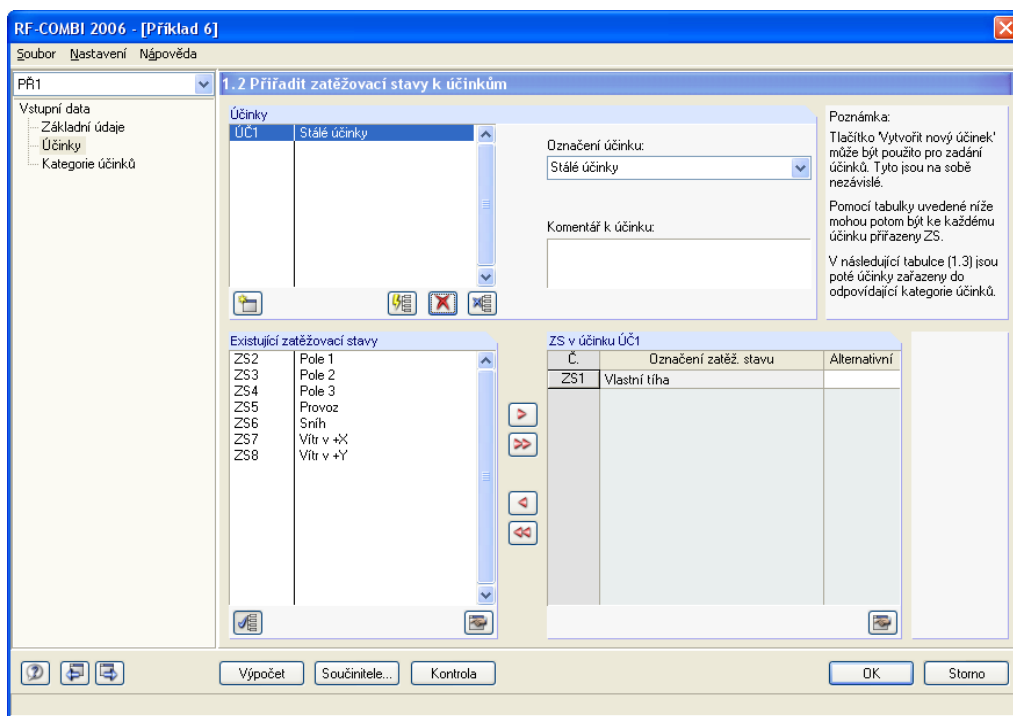 RF-COMBI 2006 - [Příklad 6]
Soubor Nastavení Nápověda
PŘ1
1.2 Přiřadit zatěžovací stavy k účinkům
Vstupní data
Základní údaje
Účinky
Kategorie účinků
Účinky
ÚČ1 Stálé účinky
Označení účinku:
Stálé účinky
Komentář k účinku:
Poznámka:
Tlačítko 'Vytvořit nový účinek'
může být použito pro zadání
účinků. Tyto jsou na sobě
nezávislé.
Pomocí tabulky uvedené níže
mohou potom být ke každému
účinku přiřazeny ZS.
V následující tabulce (1.3) jsou
poté účinky zařazeny do
odpovídající kategorie účinků.
Existující zatěžovací stavy
ZS2 Pole 1
ZS3 Pole 2
ZS4 Pole 3
ZS5 Provoz
ZS6 Sníh
ZS7 Vítr v +X
ZS8 Vítr v +Y
ZS v účinku ÚČ1
Č. Označení zatěž. stavu Alternativní
ZS1 Vlastní tíha
Výpočet Součinitele... Kontrola OK Storno